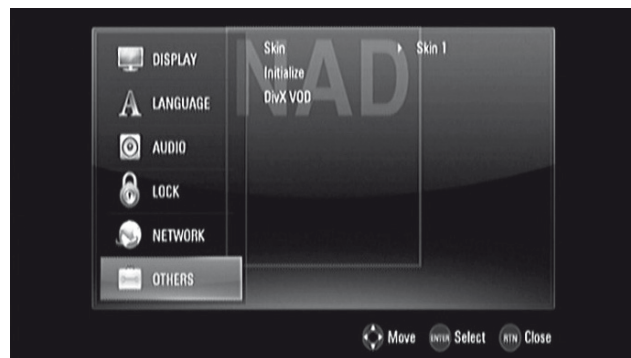 DISPLAY
LANGUAGE
AUDIO
LOCK
NETWORK
OTHERS
NAD
Skin Skin 1
Initialize
DivX VOD
Move ENTER Select RTN Close